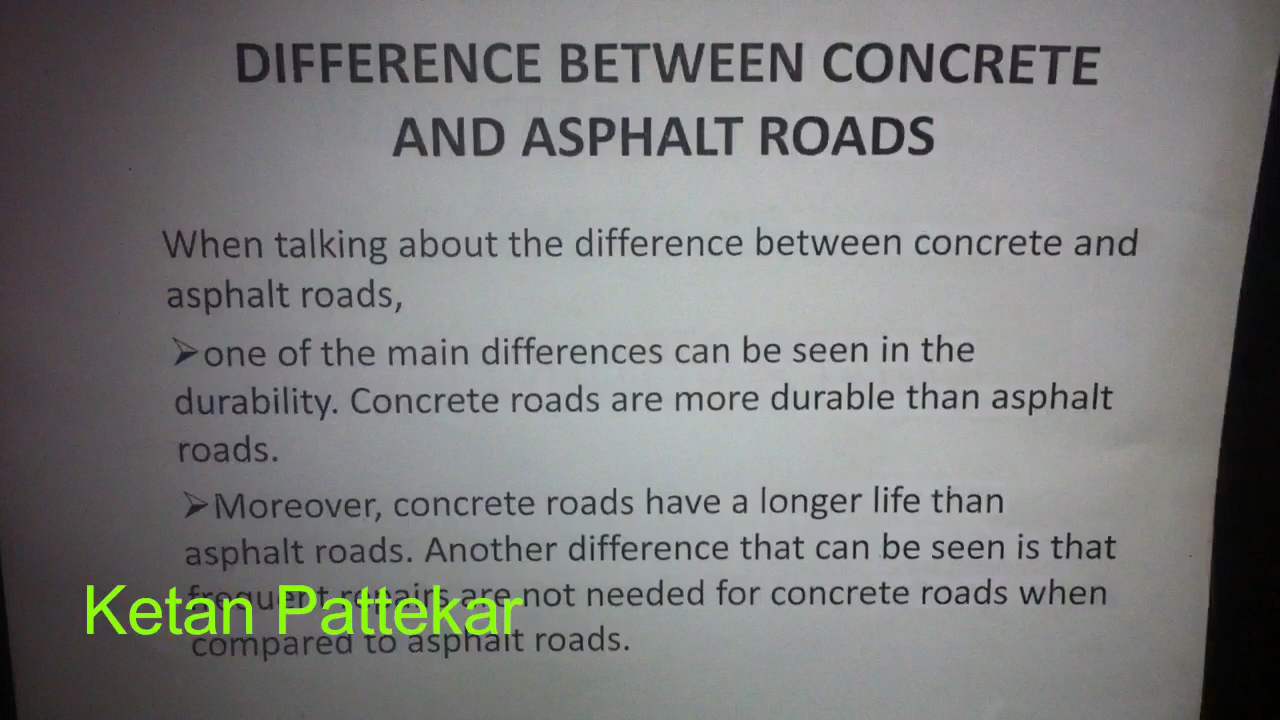 DIFFERENCE BETWEEN CONCRETE
AND ASPHALT ROADS
When talking about the difference between concrete and
asphalt roads,
➢one of the main differences can be seen in the
durability. Concrete roads are more durable than asphalt
roads.
➢Moreover, concrete roads have a longer life than
asphalt roads. Another difference that can be seen is that
frequent repairs are not needed for concrete roads when
Ketan Pattekar
compared to asphalt roads.